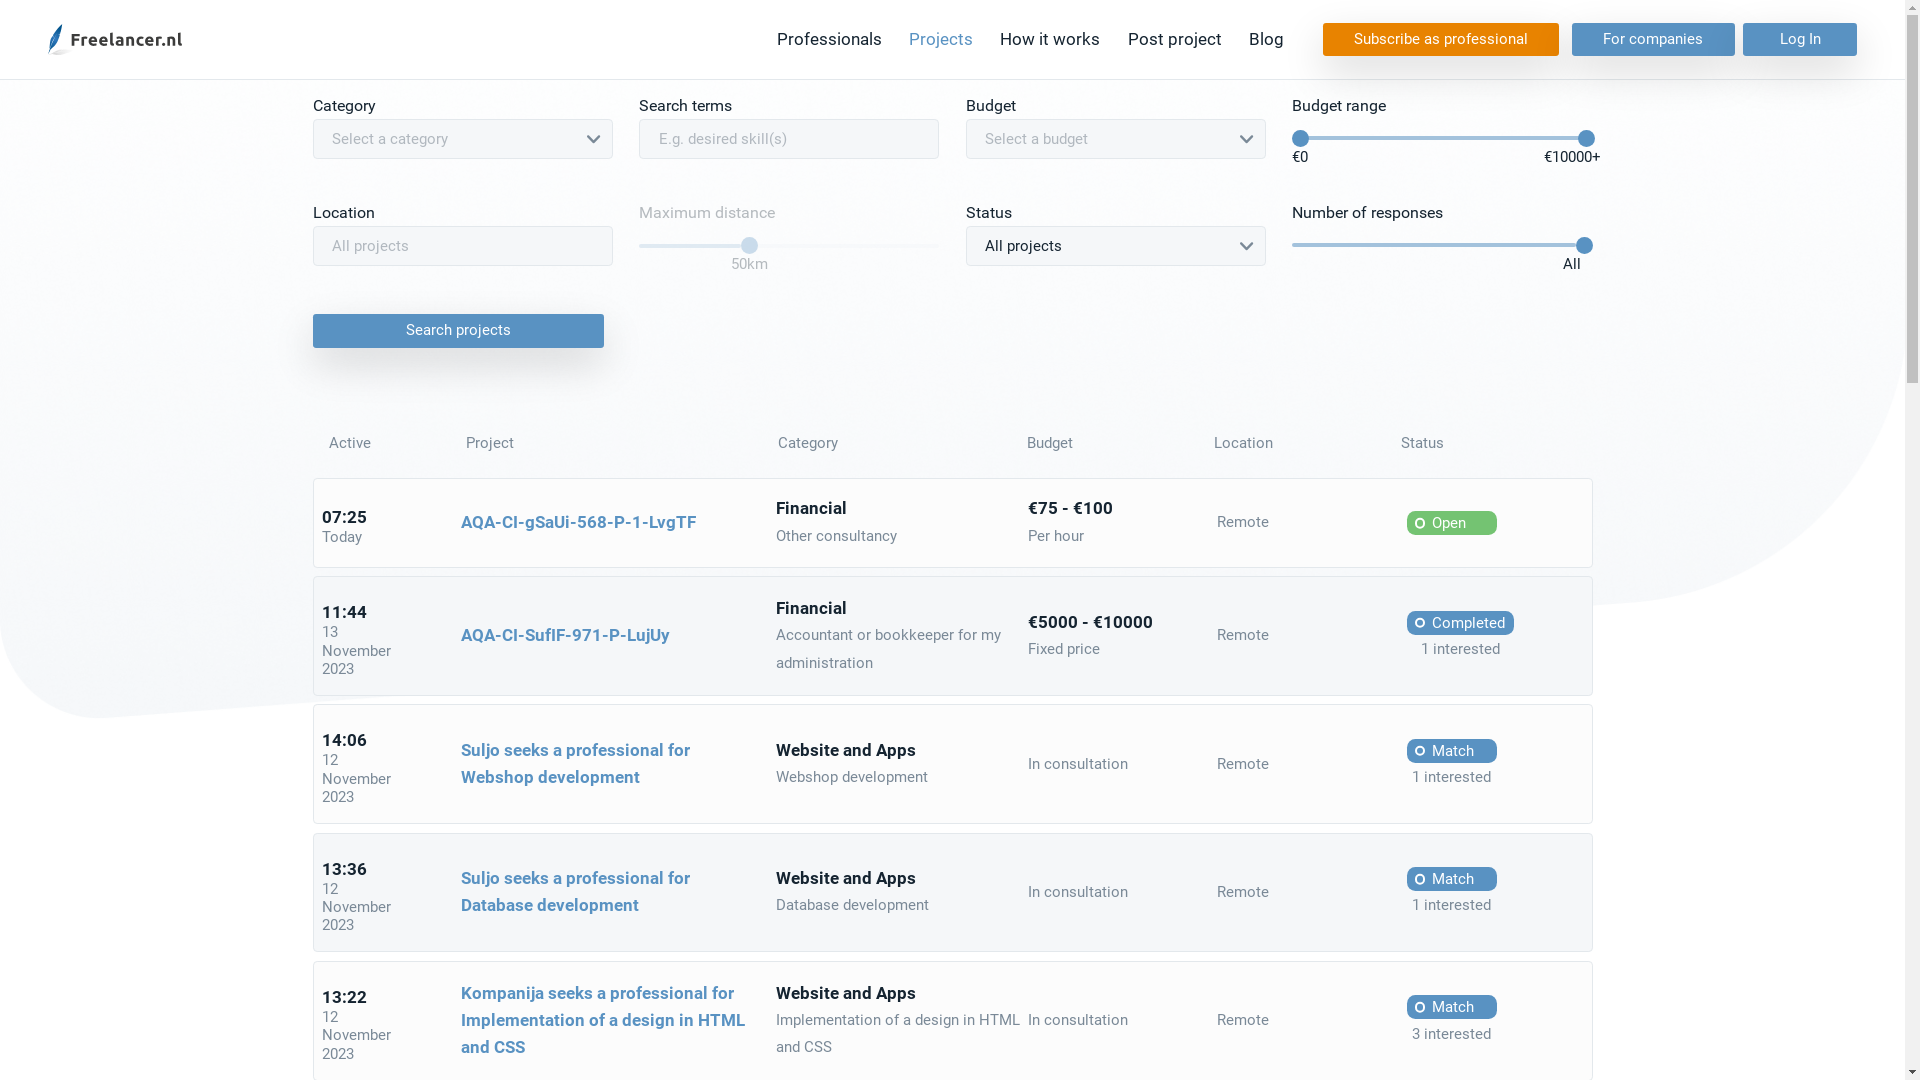 Freelancer.nl
Professionals Projects How it works Post project Blog Subscribe as professional For companies Log In
Category Search terms Budget Budget range
Select a category E.g. desired skill(s) Select a budget
€0 €10000+
Location Maximum distance Status Number of responses
All projects 50km All projects All
Search projects
Active Project Category Budget Location Status
07:25
Today
AQA-CI-gSaUi-568-P-1-LvgTF
Financial
Other consultancy
€75 - €100
Per hour
Remote
Open
11:44
13
November
2023
AQA-CI-SufIF-971-P-LujUy
Financial
Accountant or bookkeeper for my
administration
€5000 - €10000
Fixed price
Remote
Completed
1 interested
14:06
12
November
2023
Suljo seeks a professional for
Webshop development
Website and Apps
Webshop development
In consultation
Remote
Match
1 interested
13:36
12
November
2023
Suljo seeks a professional for
Database development
Website and Apps
Database development
In consultation
Remote
Match
1 interested
13:22
12
November
2023
Kompanija seeks a professional for
Implementation of a design in HTML
and CSS
Website and Apps
Implementation of a design in HTML
and CSS
In consultation
Remote
Match
3 interested